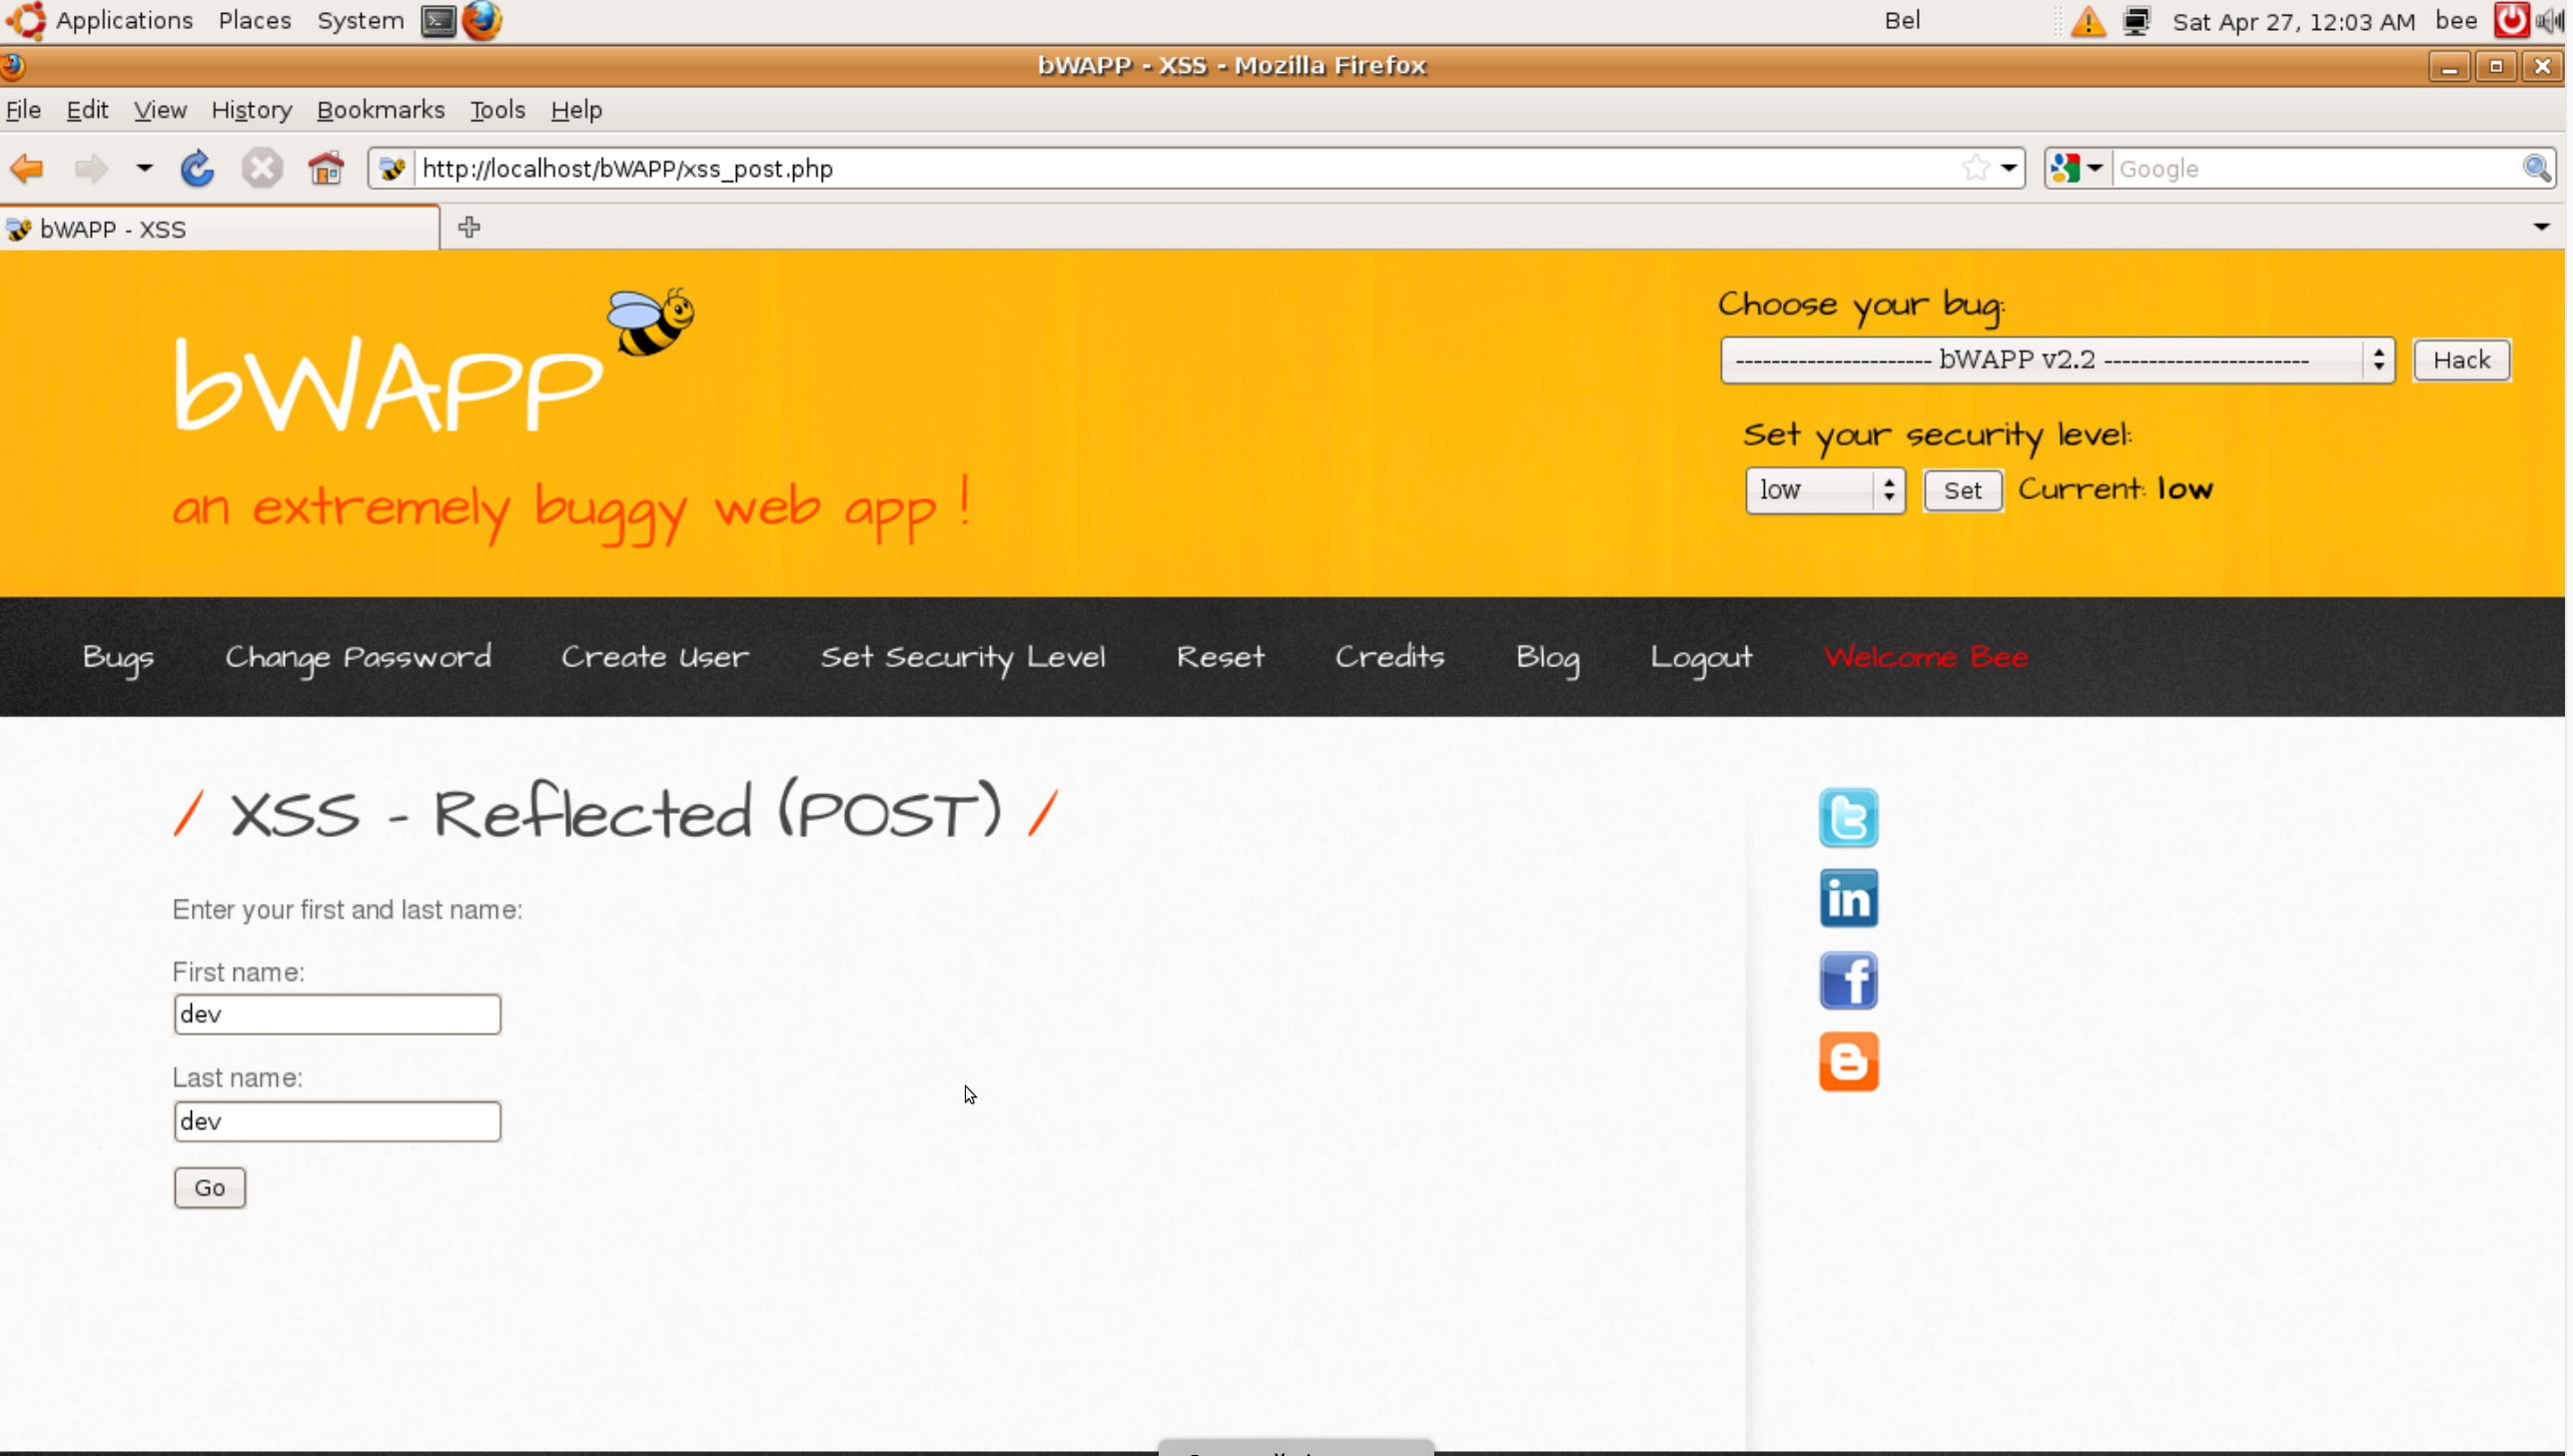 Applications Places System Bel Sat Apr 27, 12:03 AM bee
bWAPP - XSS - Mozilla Firefox
File Edit View History Bookmarks Tools Help
http://localhost/bWAPP/xss_post.php Google
bWAPP - XSS
Choose your bug:
---------------------- bWAPP v2.2 ----------------------- Hack
bWAPP
Set your security level:
low Set Current: low
an extremely buggy web app !
Bugs Change Password Create User Set Security Level Reset Credits Blog Logout Welcome Bee
/ XSS - Reflected (POST) /
Enter your first and last name:
First name:
dev
Last name:
dev
Go